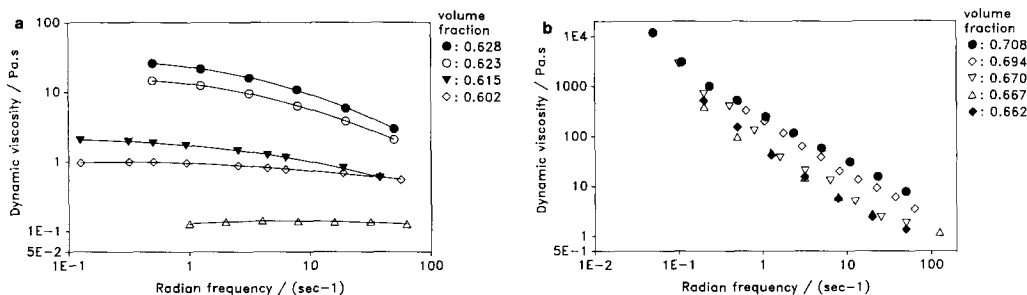 a
Dynamic viscosity / Pa.s
100
10
1
1E-1
5E-2
1E-1
1
10
100
Radian frequency / (sec-1)
volume
fraction
● : 0.628
○ : 0.623
▼ : 0.615
◇ : 0.602
b
Dynamic viscosity / Pa.s
1E4
1000
100
10
1
5E-1
1E-2
1E-1
1
10
100
Radian frequency / (sec-1)
volume
fraction
● : 0.708
◇ : 0.694
▽ : 0.670
△ : 0.667
◆ : 0.662